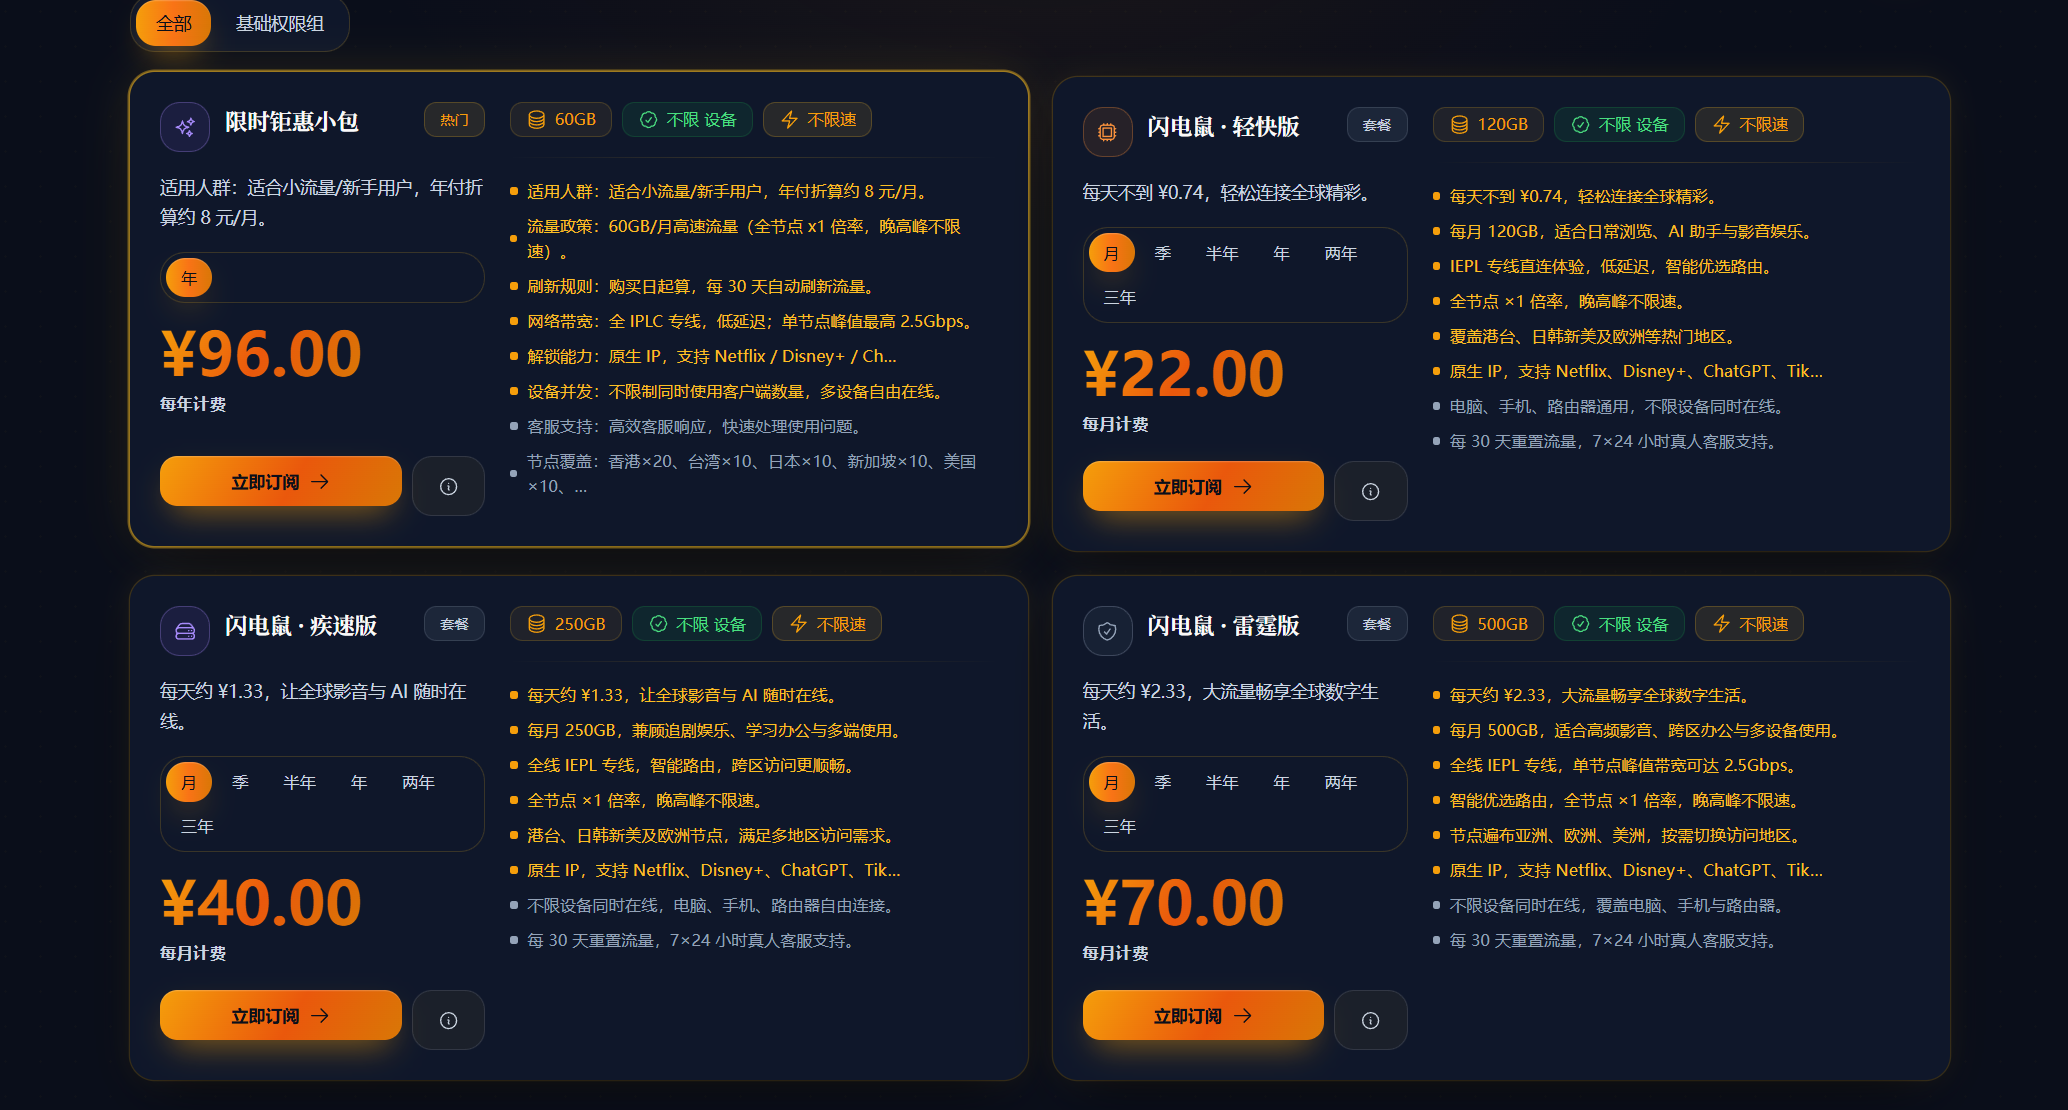 全部
基础权限组
限时钜惠小包
热门
60GB
不限 设备
不限速
适用人群：适合小流量/新手用户，年付折
算约 8 元/月。
年
¥96.00
每年计费
立即订阅 →
适用人群：适合小流量/新手用户，年付折算约 8 元/月。
流量政策：60GB/月高速流量（全节点 x1 倍率，晚高峰不限
速）。
刷新规则：购买日起算，每 30 天自动刷新流量。
网络带宽：全 IPLC 专线，低延迟；单节点峰值最高 2.5Gbps。
解锁能力：原生 IP，支持 Netflix / Disney+ / Ch...
设备并发：不限制同时使用客户端数量，多设备自由在线。
客服支持：高效客服响应，快速处理使用问题。
节点覆盖：香港×20、台湾×10、日本×10、新加坡×10、美国
×10、...
闪电鼠 · 轻快版
套餐
120GB
不限 设备
不限速
每天不到 ¥0.74，轻松连接全球精彩。
月 季 半年 年 两年
三年
¥22.00
每月计费
立即订阅 →
每天不到 ¥0.74，轻松连接全球精彩。
每月 120GB，适合日常浏览、AI 助手与影音娱乐。
IEPL 专线直连体验，低延迟，智能优选路由。
全节点 ×1 倍率，晚高峰不限速。
覆盖港台、日韩新美及欧洲等热门地区。
原生 IP，支持 Netflix、Disney+、ChatGPT、Tik...
电脑、手机、路由器通用，不限设备同时在线。
每 30 天重置流量，7×24 小时真人客服支持。
闪电鼠 · 疾速版
套餐
250GB
不限 设备
不限速
每天约 ¥1.33，让全球影音与 AI 随时在
线。
月 季 半年 年 两年
三年
¥40.00
每月计费
立即订阅 →
每天约 ¥1.33，让全球影音与 AI 随时在线。
每月 250GB，兼顾追剧娱乐、学习办公与多端使用。
全线 IEPL 专线，智能路由，跨区访问更顺畅。
全节点 ×1 倍率，晚高峰不限速。
港台、日韩新美及欧洲节点，满足多地区访问需求。
原生 IP，支持 Netflix、Disney+、ChatGPT、Tik...
不限设备同时在线，电脑、手机、路由器自由连接。
每 30 天重置流量，7×24 小时真人客服支持。
闪电鼠 · 雷霆版
套餐
500GB
不限 设备
不限速
每天约 ¥2.33，大流量畅享全球数字生
活。
月 季 半年 年 两年
三年
¥70.00
每月计费
立即订阅 →
每天约 ¥2.33，大流量畅享全球数字生活。
每月 500GB，适合高频影音、跨区办公与多设备使用。
全线 IEPL 专线，单节点峰值带宽可达 2.5Gbps。
智能优选路由，全节点 ×1 倍率，晚高峰不限速。
节点遍布亚洲、欧洲、美洲，按需切换访问地区。
原生 IP，支持 Netflix、Disney+、ChatGPT、Tik...
不限设备同时在线，覆盖电脑、手机与路由器。
每 30 天重置流量，7×24 小时真人客服支持。